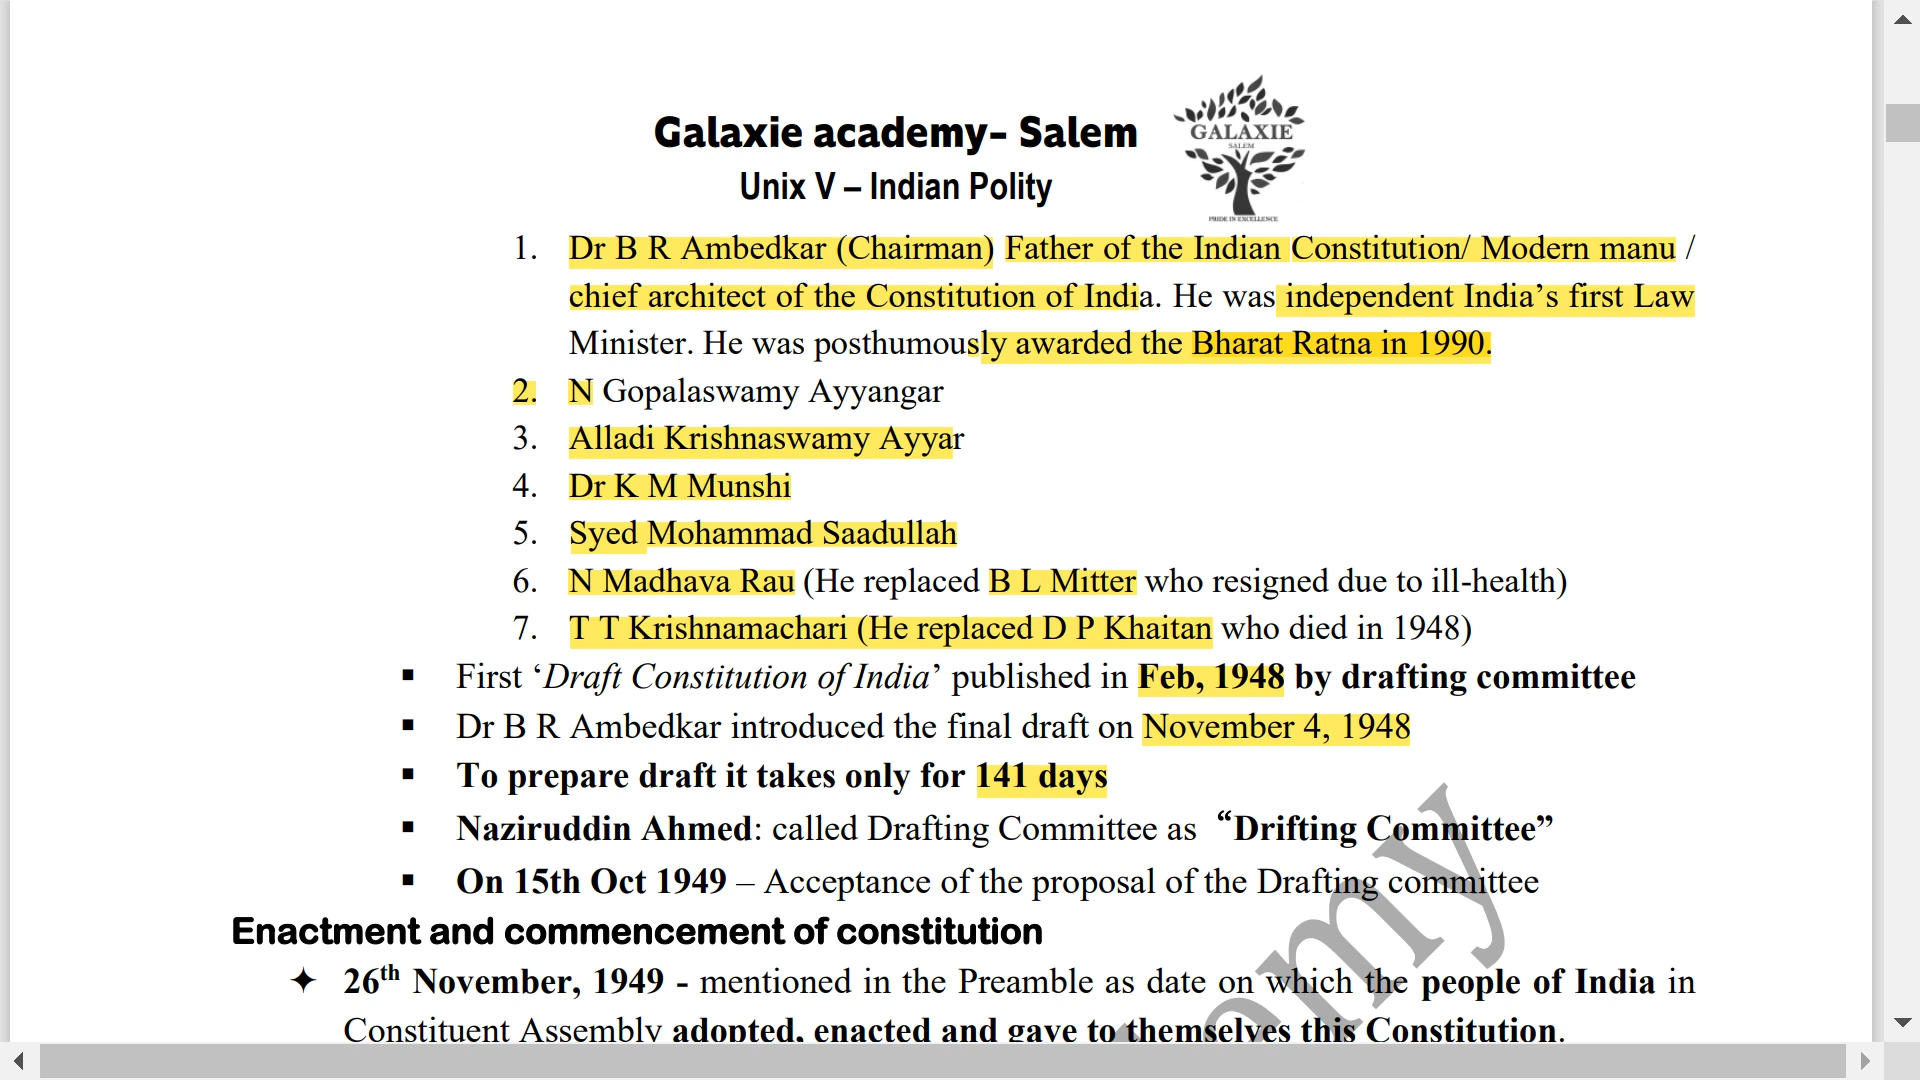 Galaxie academy– Salem
GALAXIE
SALEM
PRIDE IN EXCELLENCE
Unix V – Indian Polity
1. Dr B R Ambedkar (Chairman) Father of the Indian Constitution/ Modern manu /
chief architect of the Constitution of India. He was independent India’s first Law
Minister. He was posthumously awarded the Bharat Ratna in 1990.
2. N Gopalaswamy Ayyangar
3. Alladi Krishnaswamy Ayyar
4. Dr K M Munshi
5. Syed Mohammad Saadullah
6. N Madhava Rau (He replaced B L Mitter who resigned due to ill-health)
7. T T Krishnamachari (He replaced D P Khaitan who died in 1948)
▪ First ‘Draft Constitution of India’ published in Feb, 1948 by drafting committee
▪ Dr B R Ambedkar introduced the final draft on November 4, 1948
▪ To prepare draft it takes only for 141 days
▪ Naziruddin Ahmed: called Drafting Committee as “Drifting Committee”
▪ On 15th Oct 1949 – Acceptance of the proposal of the Drafting committee
Enactment and commencement of constitution
✦ 26th November, 1949 - mentioned in the Preamble as date on which the people of India in
Constituent Assembly adopted, enacted and gave to themselves this Constitution.